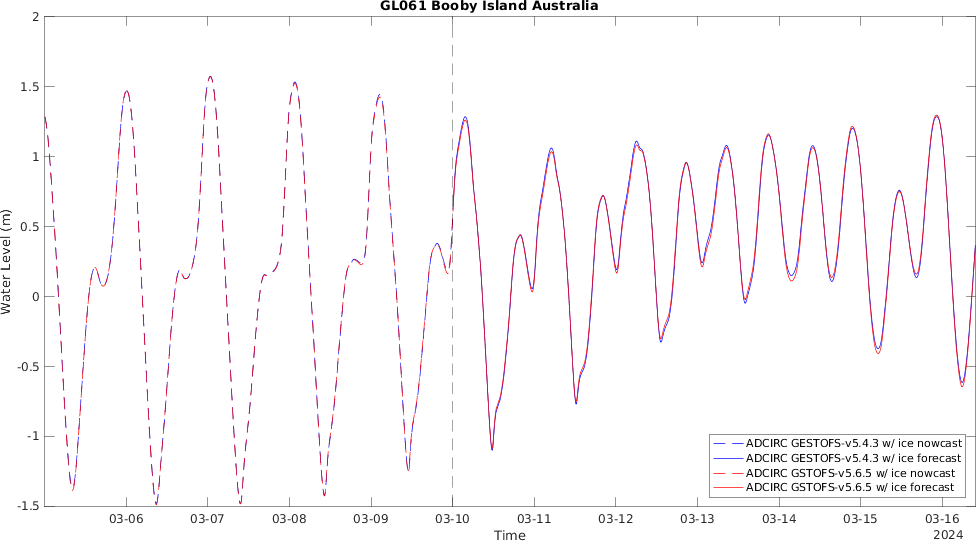 GL061 Booby Island Australia
2
1.5
1
0.5
0
-0.5
-1
-1.5
Water Level (m)
ADCIRC GESTOFS-v5.4.3 w/ ice nowcast
ADCIRC GESTOFS-v5.4.3 w/ ice forecast
ADCIRC GSTOFS-v5.6.5 w/ ice nowcast
ADCIRC GSTOFS-v5.6.5 w/ ice forecast
03-06 03-07 03-08 03-09 03-10 03-11 03-12 03-13 03-14 03-15 03-16
Time 2024